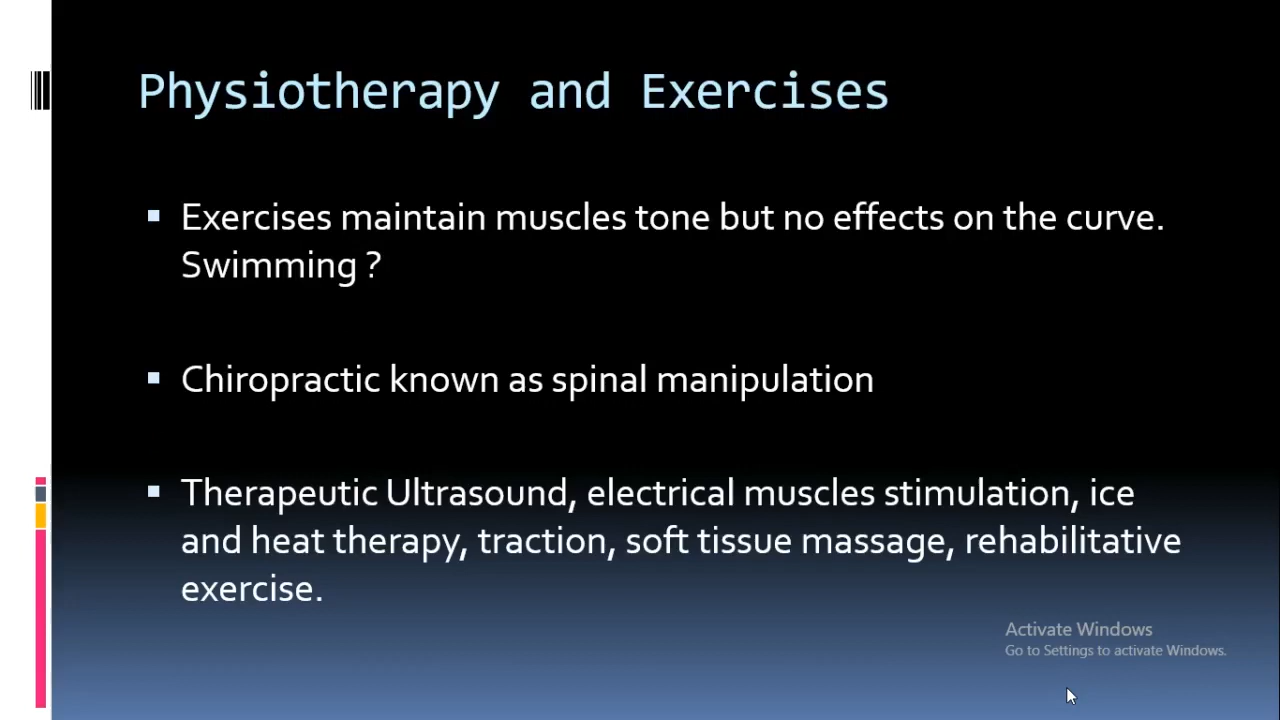 Physiotherapy and Exercises
Exercises maintain muscles tone but no effects on the curve.
Swimming ?
Chiropractic known as spinal manipulation
Therapeutic Ultrasound, electrical muscles stimulation, ice
and heat therapy, traction, soft tissue massage, rehabilitative
exercise.
Activate Windows
Go to Settings to activate Windows.